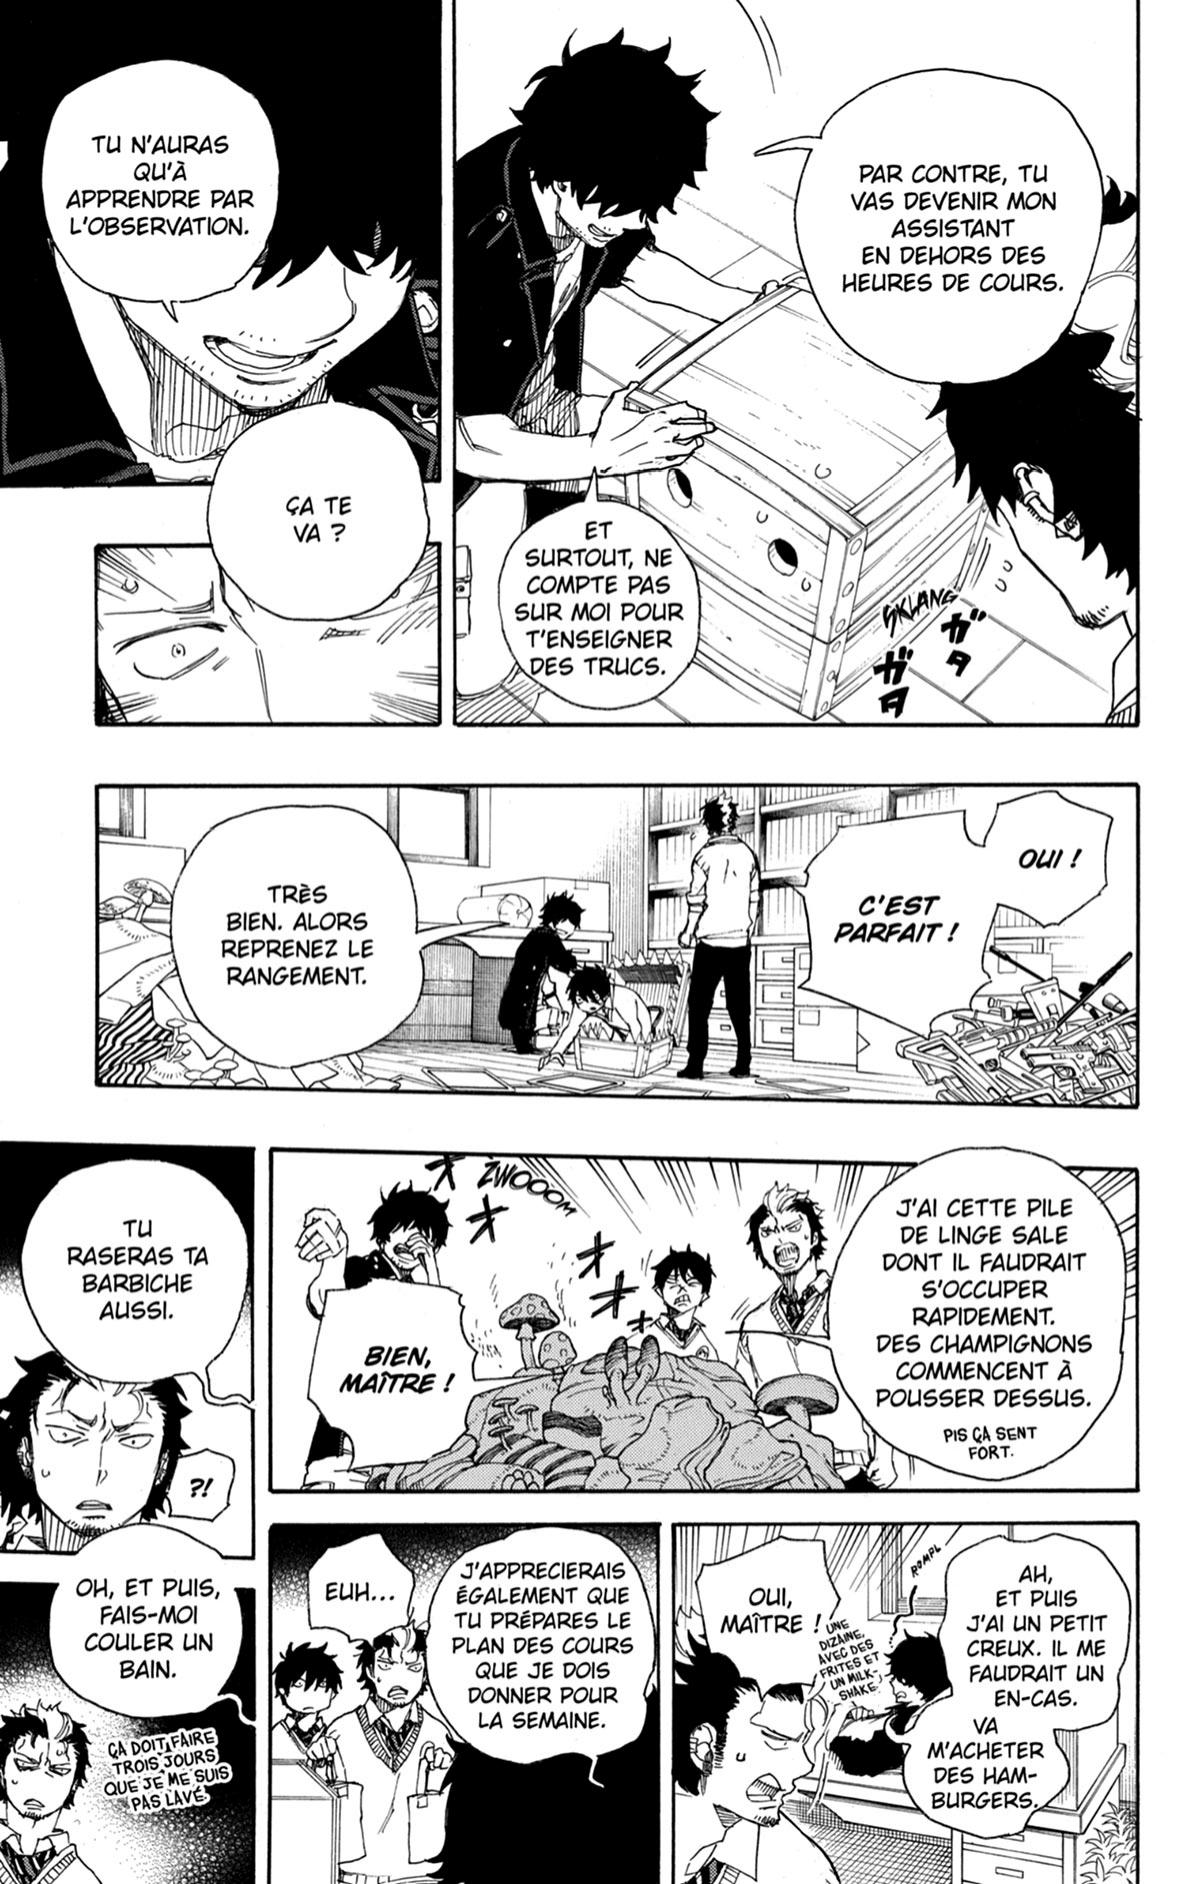 PAR CONTRE, TU
VAS DEVENIR MON
ASSISTANT
EN DEHORS DES
HEURES DE COURS.
ET
SURTOUT, NE
COMPTE PAS
SUR MOI POUR
T'ENSEIGNER
DES TRUCS.
SKLANG
ガタ
ガタ
TU N'AURAS
QU'À
APPRENDRE PAR
L'OBSERVATION.
ÇA TE
VA ?
OUI !
C'EST
PARFAIT !
TRÈS
BIEN. ALORS
REPRENEZ LE
RANGEMENT.
J'AI CETTE PILE
DE LINGE SALE
DONT IL FAUDRAIT
S'OCCUPER
RAPIDEMENT.
DES CHAMPIGNONS
COMMENCENT À
POUSSER DESSUS.
PIS ÇA SENT
FORT.
ZWOOOM
BIEN,
MAÎTRE !
TU
RASERAS TA
BARBICHE
AUSSI.
?!
AH,
ET PUIS
J'AI UN PETIT
CREUX. IL ME
FAUDRAIT UN
EN-CAS.
VA
M'ACHETER
DES HAM-
BURGERS.
ROMPL
UNE
DIZAINE,
AVEC DES
FRITES ET
UN MILK-
SHAKE.
OUI,
MAÎTRE !
J'APPRECIERAIS
ÉGALEMENT QUE
TU PRÉPARES LE
PLAN DES COURS
QUE JE DOIS
DONNER POUR
LA SEMAINE.
EUH...
OH, ET PUIS,
FAIS-MOI
COULER UN
BAIN.
ÇA DOIT FAIRE
TROIS JOURS
QUE JE ME SUIS
PAS LAVÉ.